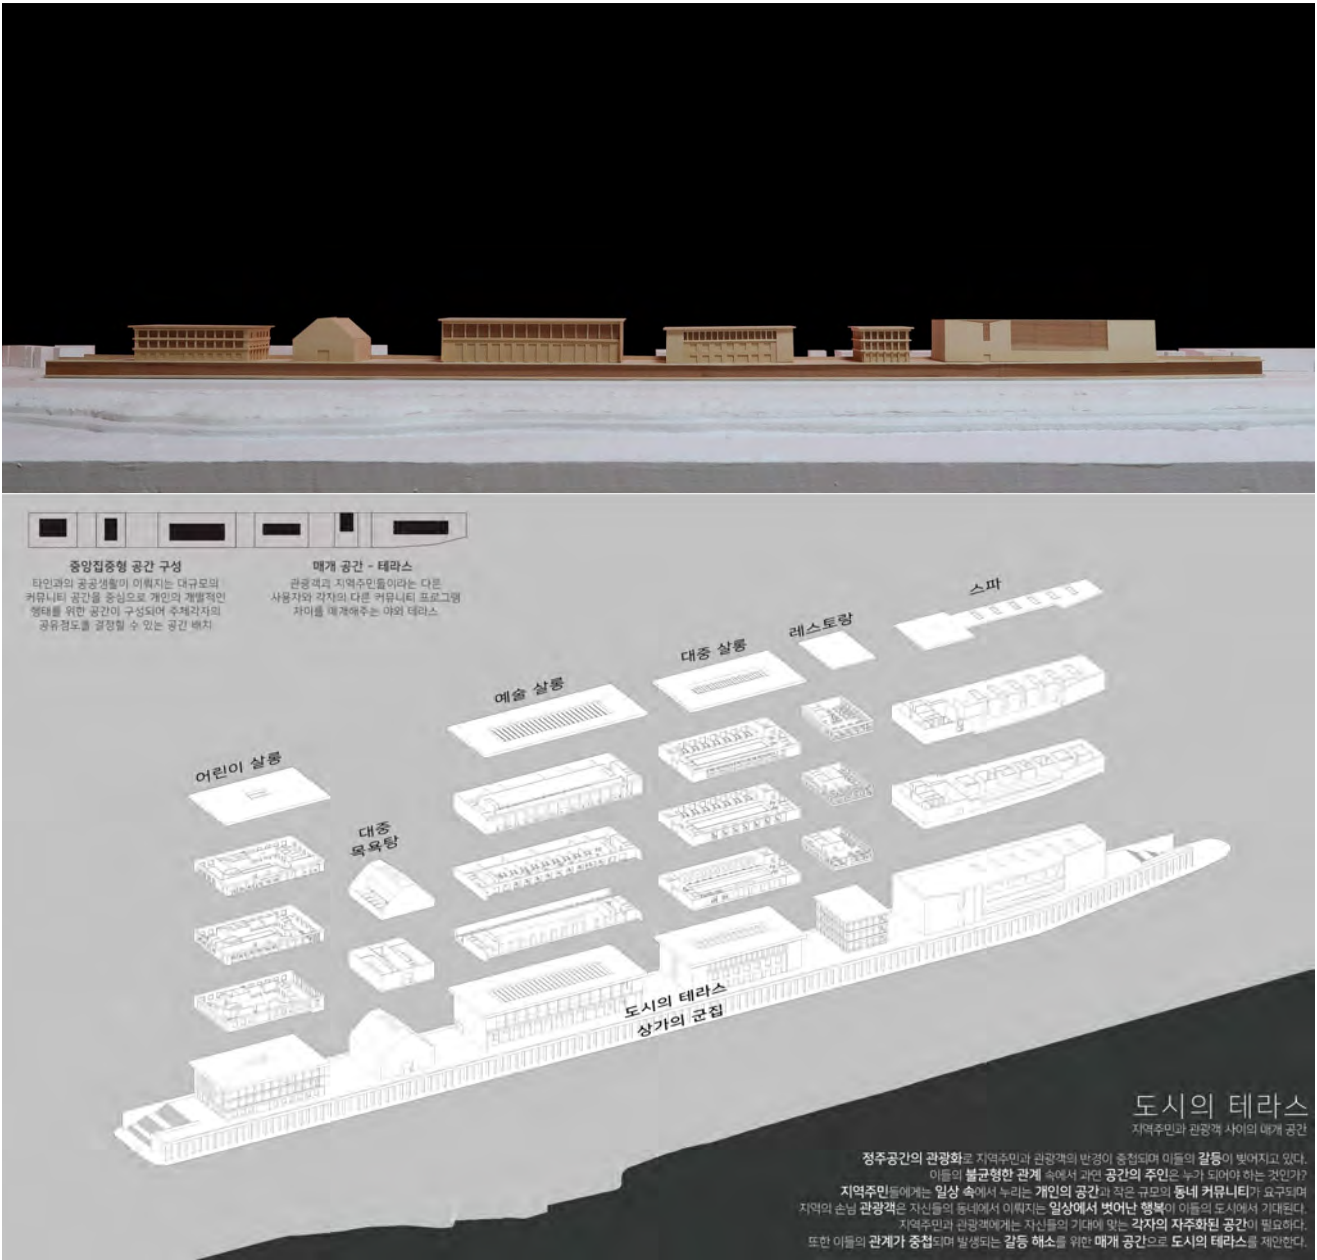 중앙집중형 공간 구성
타인과의 공공생활이 이뤄지는 대규모의
커뮤니티 공간을 중심으로 개인의 개별적인
행태를 위한 공간이 구성되어 주체각자의
공유정도를 결정할 수 있는 공간 배치
매개 공간 - 테라스
관광객과 지역주민들이라는 다른
사용자와 각자의 다른 커뮤니티 프로그램
차이를 매개해주는 야외 테라스
스파
레스토랑
대중 살롱
예술 살롱
어린이 살롱
대중
목욕탕
도시의 테라스
상가의 군집
도시의 테라스
지역주민과 관광객 사이의 매개 공간
정주공간의 관광화로 지역주민과 관광객의 반경이 중첩되며 이들의 갈등이 빚어지고 있다.
이들의 불균형한 관계 속에서 과연 공간의 주인은 누가 되어야 하는 것인가?
지역주민들에게는 일상 속에서 누리는 개인의 공간과 작은 규모의 동네 커뮤니티가 요구되며
지역의 손님 관광객은 자신들의 동네에서 이뤄지는 일상에서 벗어난 행복이 이들의 도시에서 기대된다.
지역주민과 관광객에게는 자신들의 기대에 맞는 각자의 자주화된 공간이 필요하다.
또한 이들의 관계가 중첩되며 발생되는 갈등 해소를 위한 매개 공간으로 도시의 테라스를 제안한다.